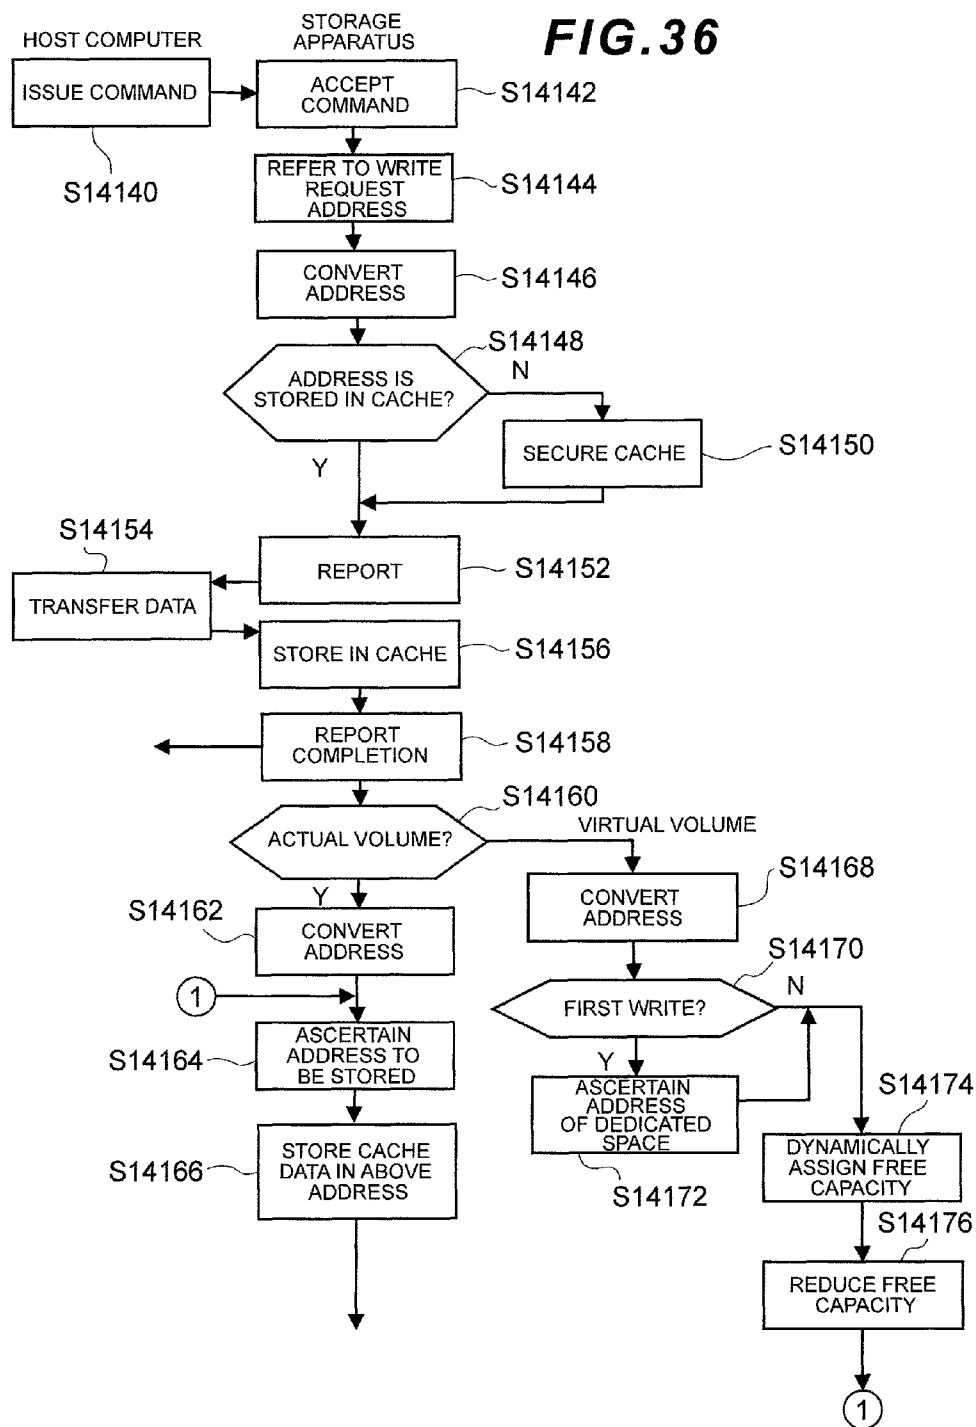 FIG.36
HOST COMPUTER
STORAGE
APPARATUS
ISSUE COMMAND
S14140
ACCEPT
COMMAND
S14142
REFER TO WRITE
REQUEST
ADDRESS
S14144
CONVERT
ADDRESS
S14146
S14148
ADDRESS IS
STORED IN CACHE?
N
Y
SECURE CACHE
S14150
S14154
REPORT
S14152
TRANSFER DATA
STORE IN CACHE
S14156
REPORT
COMPLETION
S14158
S14160
ACTUAL VOLUME?
VIRTUAL VOLUME
Y
S14162
CONVERT
ADDRESS
S14168
CONVERT
ADDRESS
1
S14170
FIRST WRITE?
N
Y
S14164
ASCERTAIN
ADDRESS TO
BE STORED
ASCERTAIN
ADDRESS
OF DEDICATED
SPACE
S14172
S14174
DYNAMICALLY
ASSIGN FREE
CAPACITY
S14166
STORE CACHE
DATA IN ABOVE
ADDRESS
S14176
REDUCE FREE
CAPACITY
1